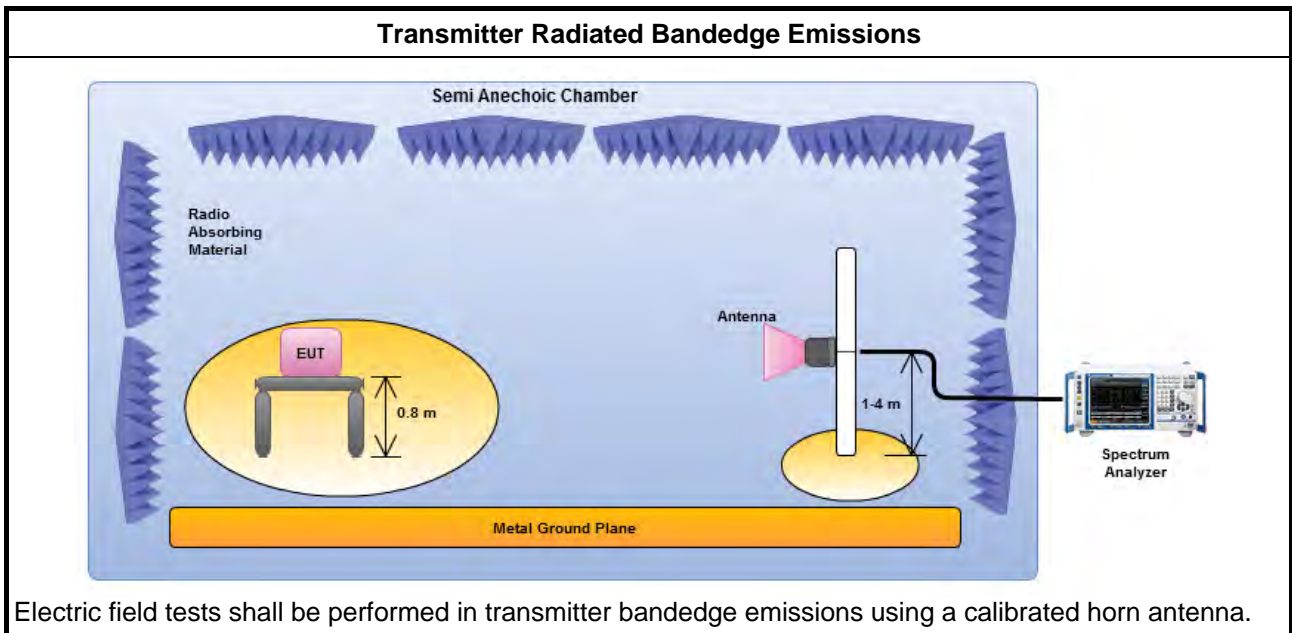 Transmitter Radiated Bandedge Emissions
Semi Anechoic Chamber
Radio
Absorbing
Material
Antenna
EUT
0.8 m
1-4 m
Spectrum
Analyzer
Metal Ground Plane
Electric field tests shall be performed in transmitter bandedge emissions using a calibrated horn antenna.